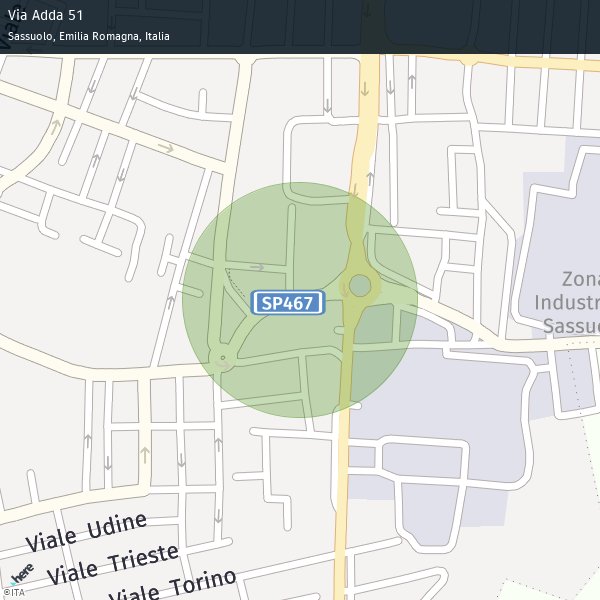 Via Adda 51
Sassuolo, Emilia Romagna, Italia
Zona
Industr
Sassuo
SP467
Viale Udine
Viale Trieste
Viale Torino
here
©ITA